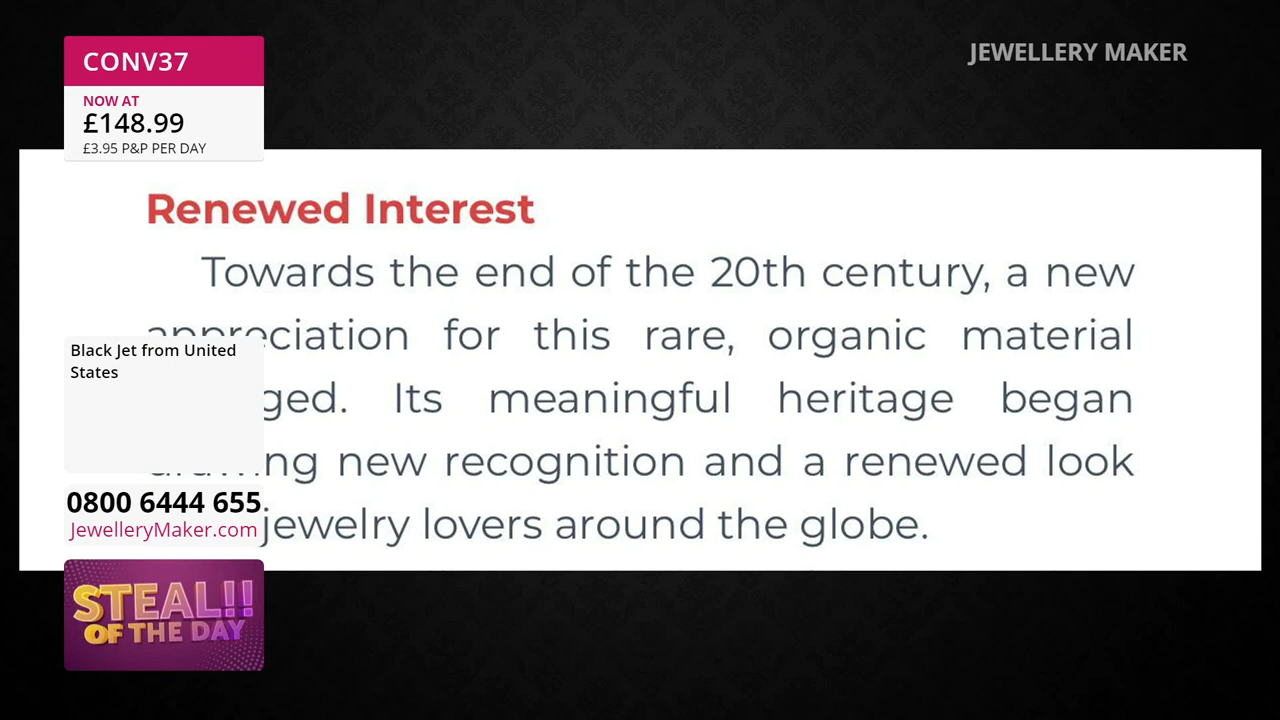 CONV37
NOW AT
£148.99
£3.95 P&P PER DAY
JEWELLERY MAKER
Renewed Interest
Towards the end of the 20th century, a new
appreciation for this rare, organic material
Its meaningful heritage began
drawing new recognition and a renewed look
jewelry lovers around the globe.
Black Jet from United
States
0800 6444 655
JewelleryMaker.com
STEAL!!
OF THE DAY